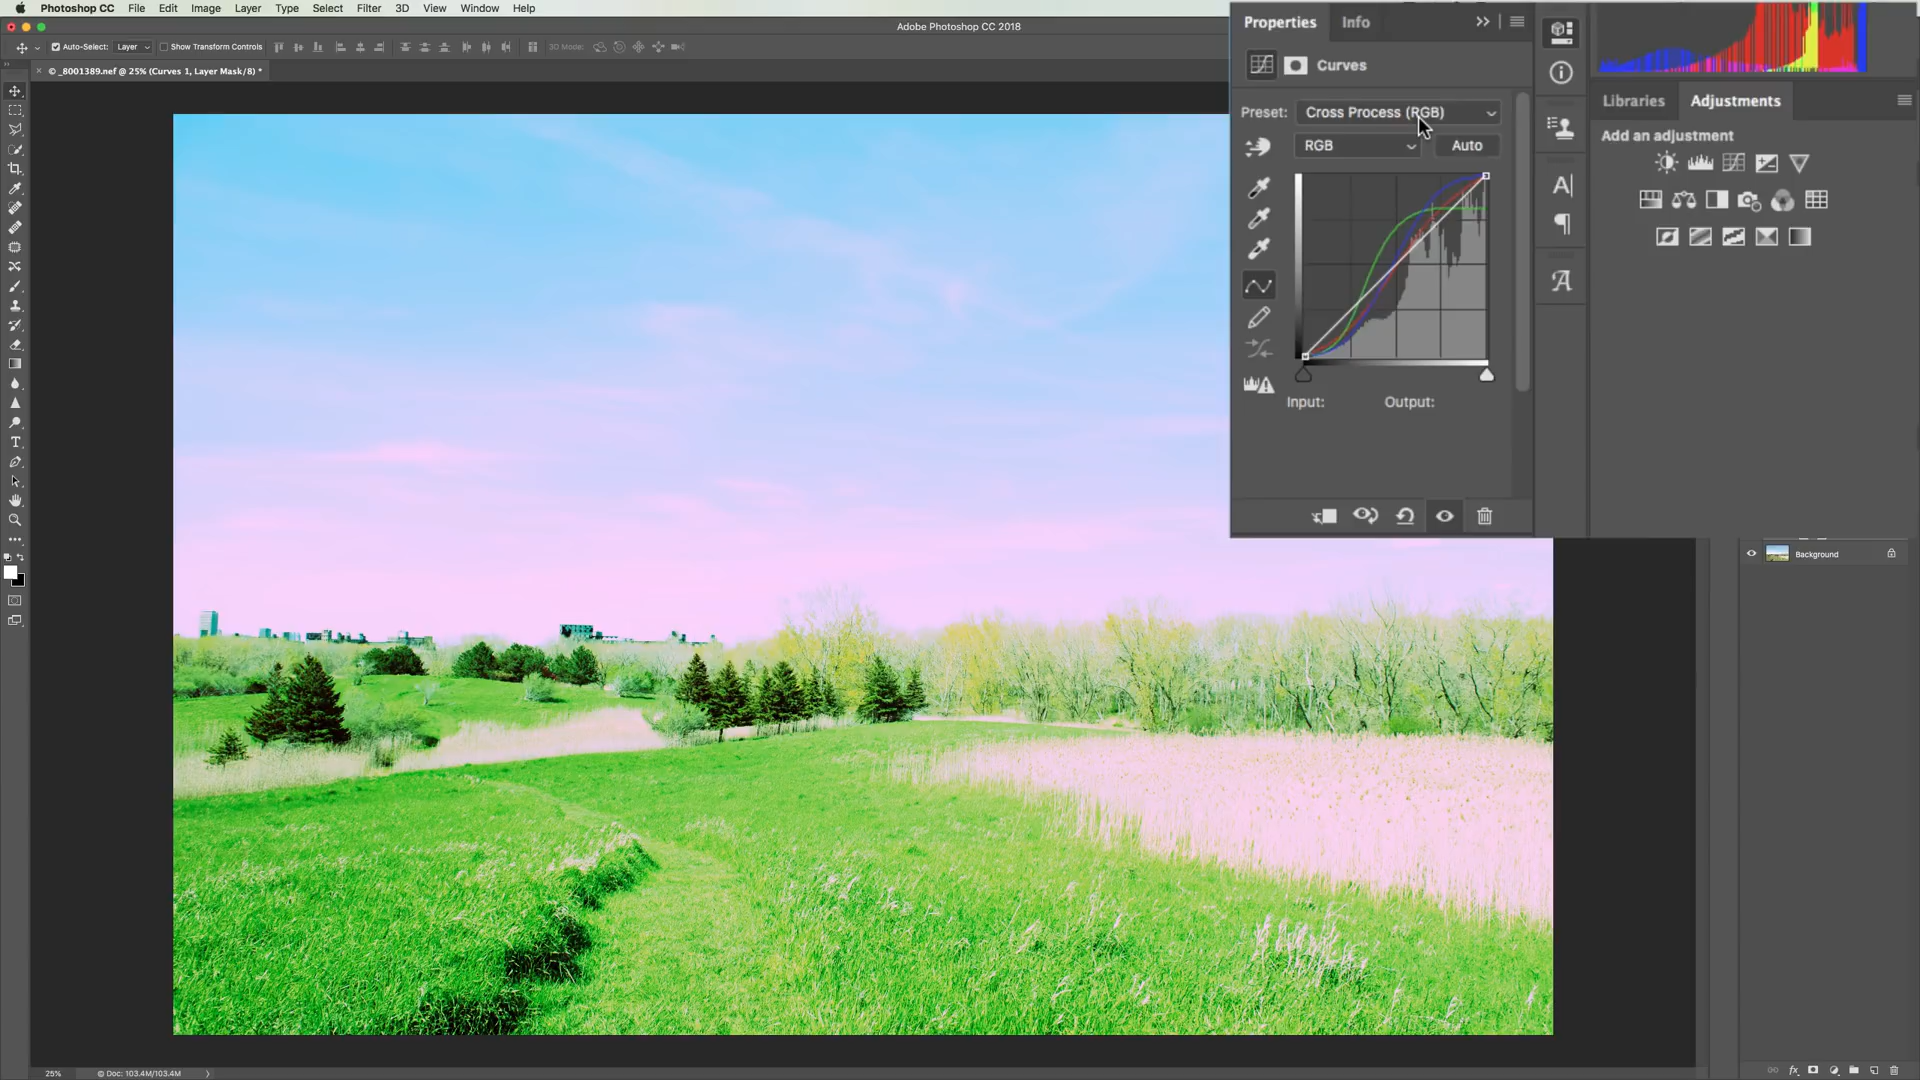 Photoshop CC File Edit Image Layer Type Select Filter 3D View Window Help
Adobe Photoshop CC 2018
Auto-Select: Layer Show Transform Controls 3D Mode:
© _8001389.nef @ 25% (Curves 1, Layer Mask/8) *
Properties Info
Curves
Preset: Cross Process (RGB)
RGB Auto
Input: Output:
Libraries Adjustments
Add an adjustment
Background
25% © Doc: 103.4M/103.4M